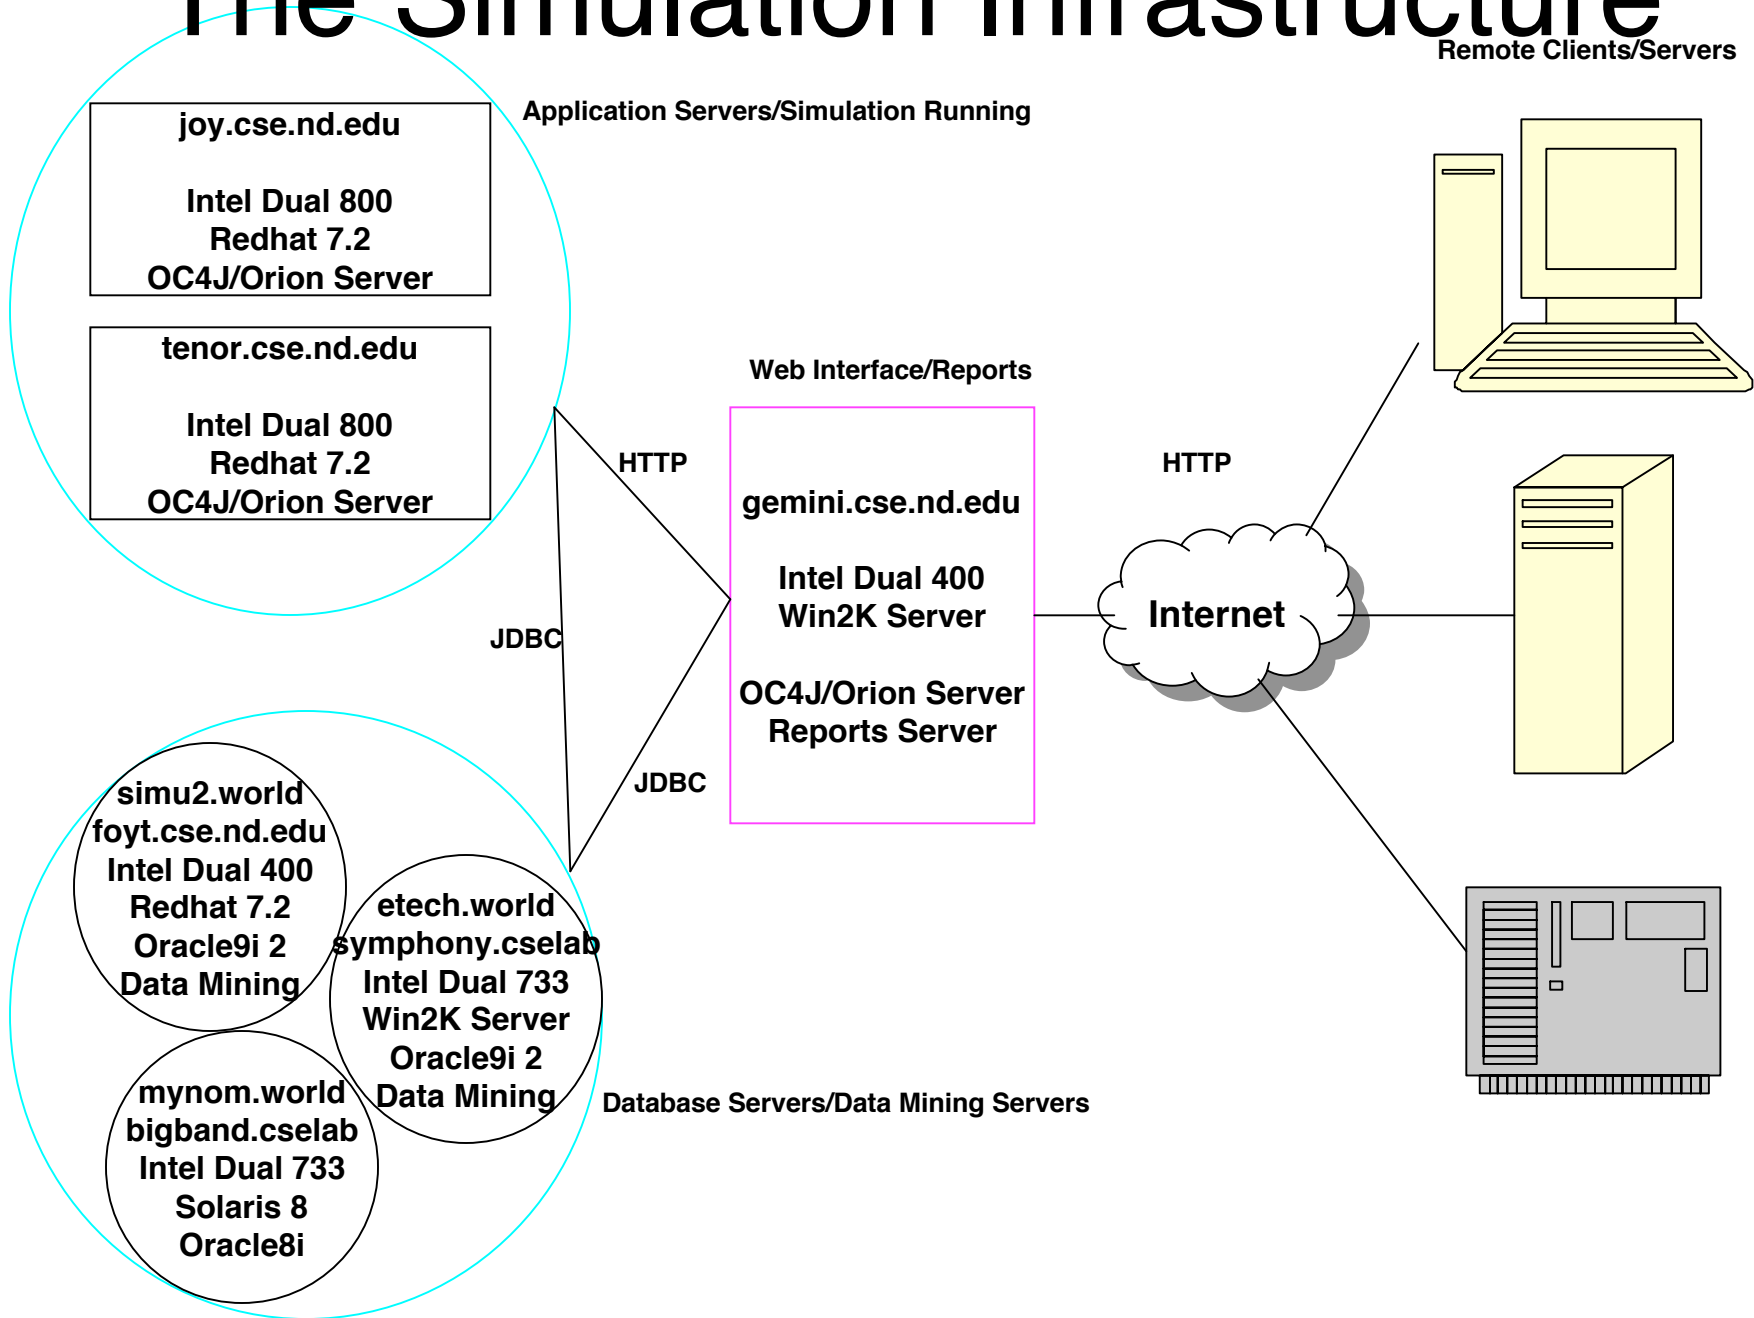 The Simulation Infrastructure
Remote Clients/Servers
Application Servers/Simulation Running
joy.cse.nd.edu
Intel Dual 800
Redhat 7.2
OC4J/Orion Server
tenor.cse.nd.edu
Intel Dual 800
Redhat 7.2
OC4J/Orion Server
Web Interface/Reports
HTTP
HTTP
gemini.cse.nd.edu
Intel Dual 400
Win2K Server
OC4J/Orion Server
Reports Server
Internet
JDBC
JDBC
simu2.world
foyt.cse.nd.edu
Intel Dual 400
Redhat 7.2
Oracle9i 2
Data Mining
etech.world
symphony.cselab
Intel Dual 733
Win2K Server
Oracle9i 2
Data Mining
Database Servers/Data Mining Servers
mynom.world
bigband.cselab
Intel Dual 733
Solaris 8
Oracle8i